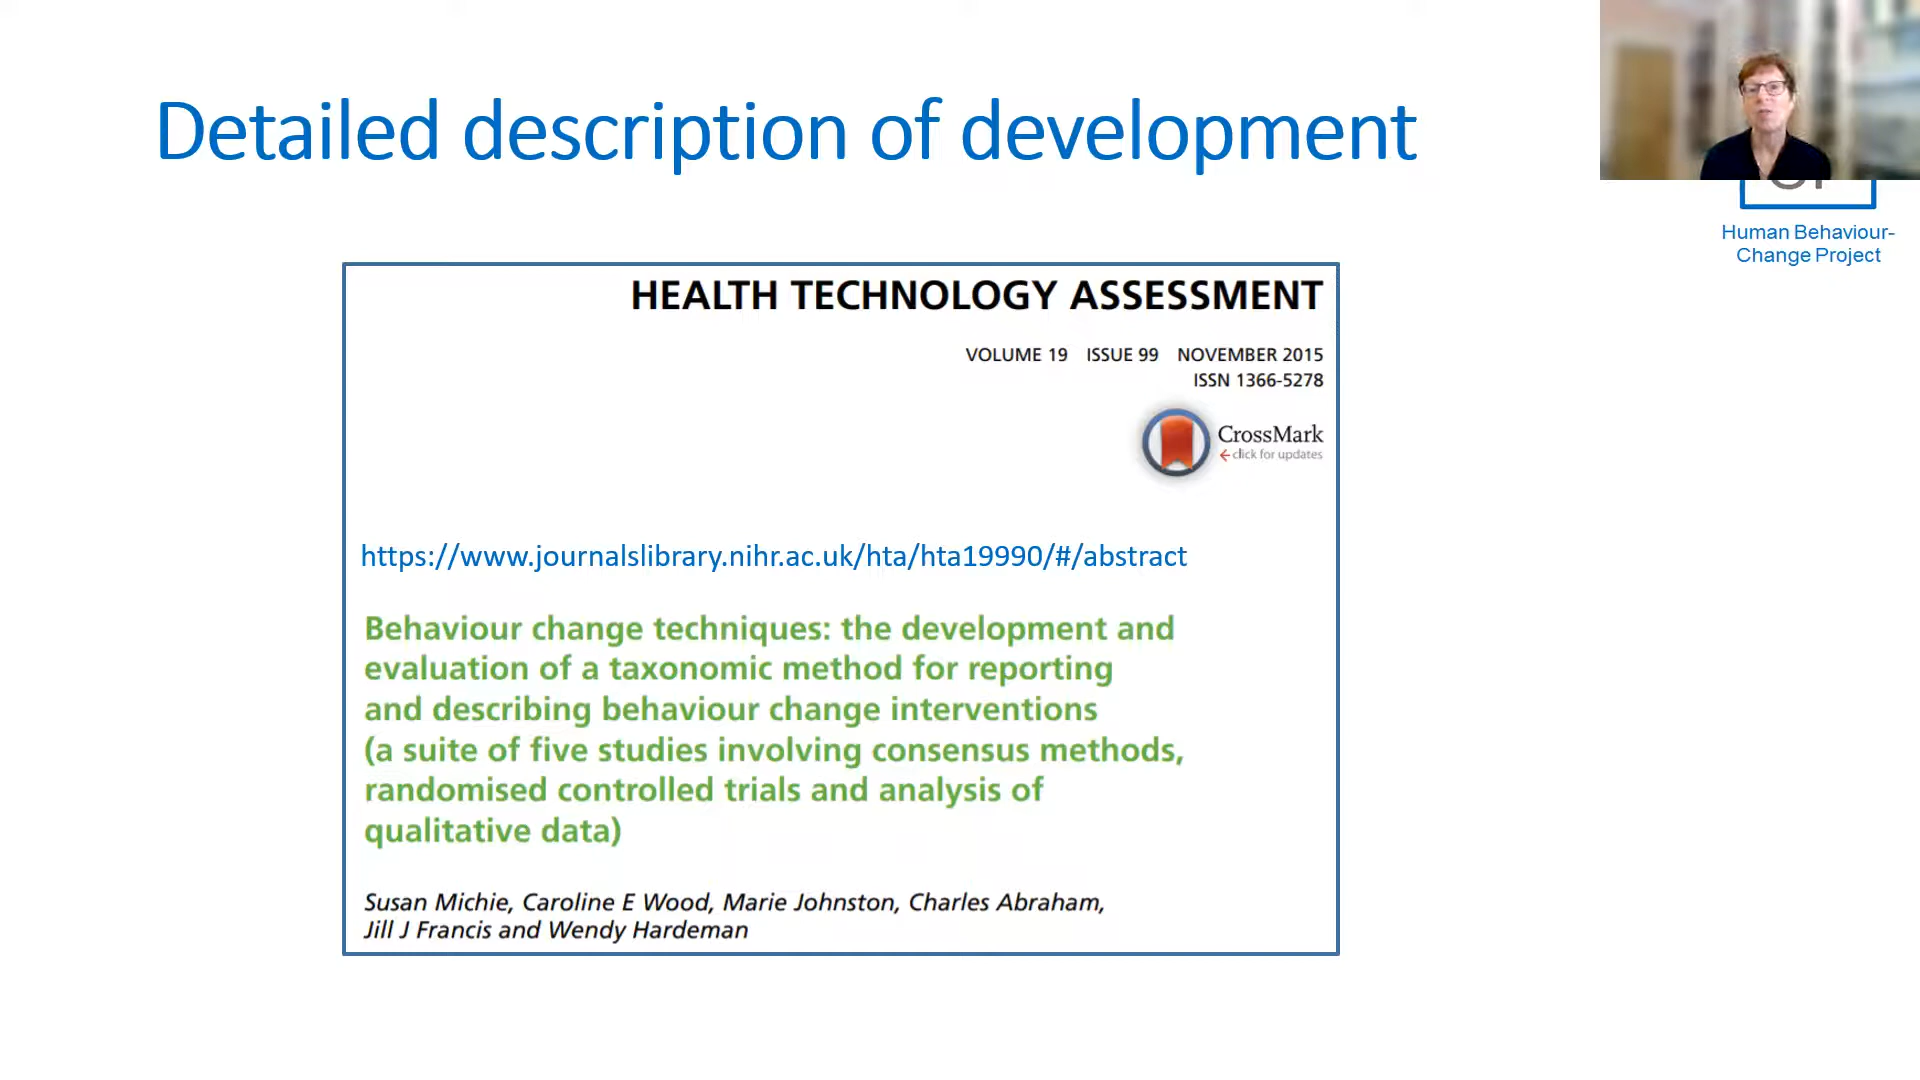 Detailed description of development
Human Behaviour-
Change Project
HEALTH TECHNOLOGY ASSESSMENT
VOLUME 19 ISSUE 99 NOVEMBER 2015
ISSN 1366-5278
CrossMark
click for updates
https://www.journalslibrary.nihr.ac.uk/hta/hta19990/#/abstract
Behaviour change techniques: the development and
evaluation of a taxonomic method for reporting
and describing behaviour change interventions
(a suite of five studies involving consensus methods,
randomised controlled trials and analysis of
qualitative data)
Susan Michie, Caroline E Wood, Marie Johnston, Charles Abraham,
Jill J Francis and Wendy Hardeman